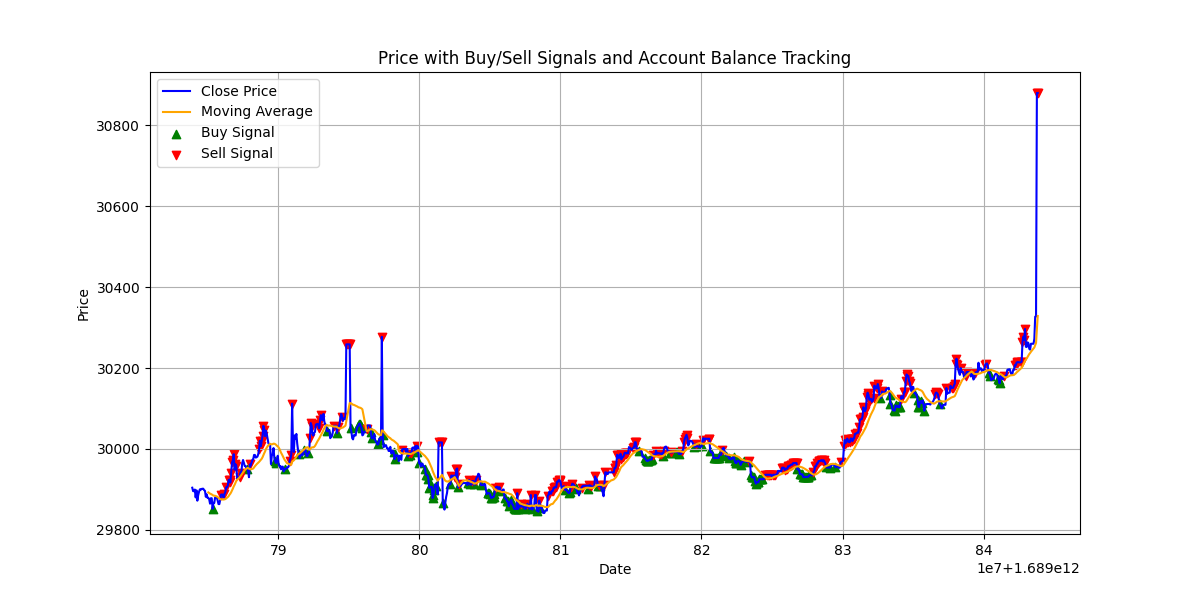 Price with Buy/Sell Signals and Account Balance Tracking
Close Price
Moving Average
Buy Signal
Sell Signal
30800
30600
30400
30200
30000
29800
Price
79 80 81 82 83 84
Date
1e7+1.689e12